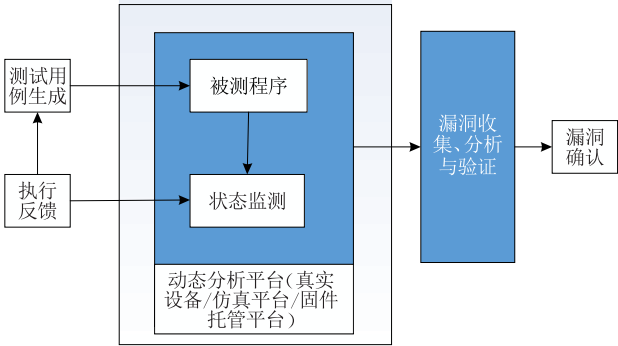 测试用
例生成
被测程序
执行
反馈
状态监测
动态分析平台(真实
设备/仿真平台/固件
托管平台)
漏洞收
集、分析
与验证
漏洞
确认